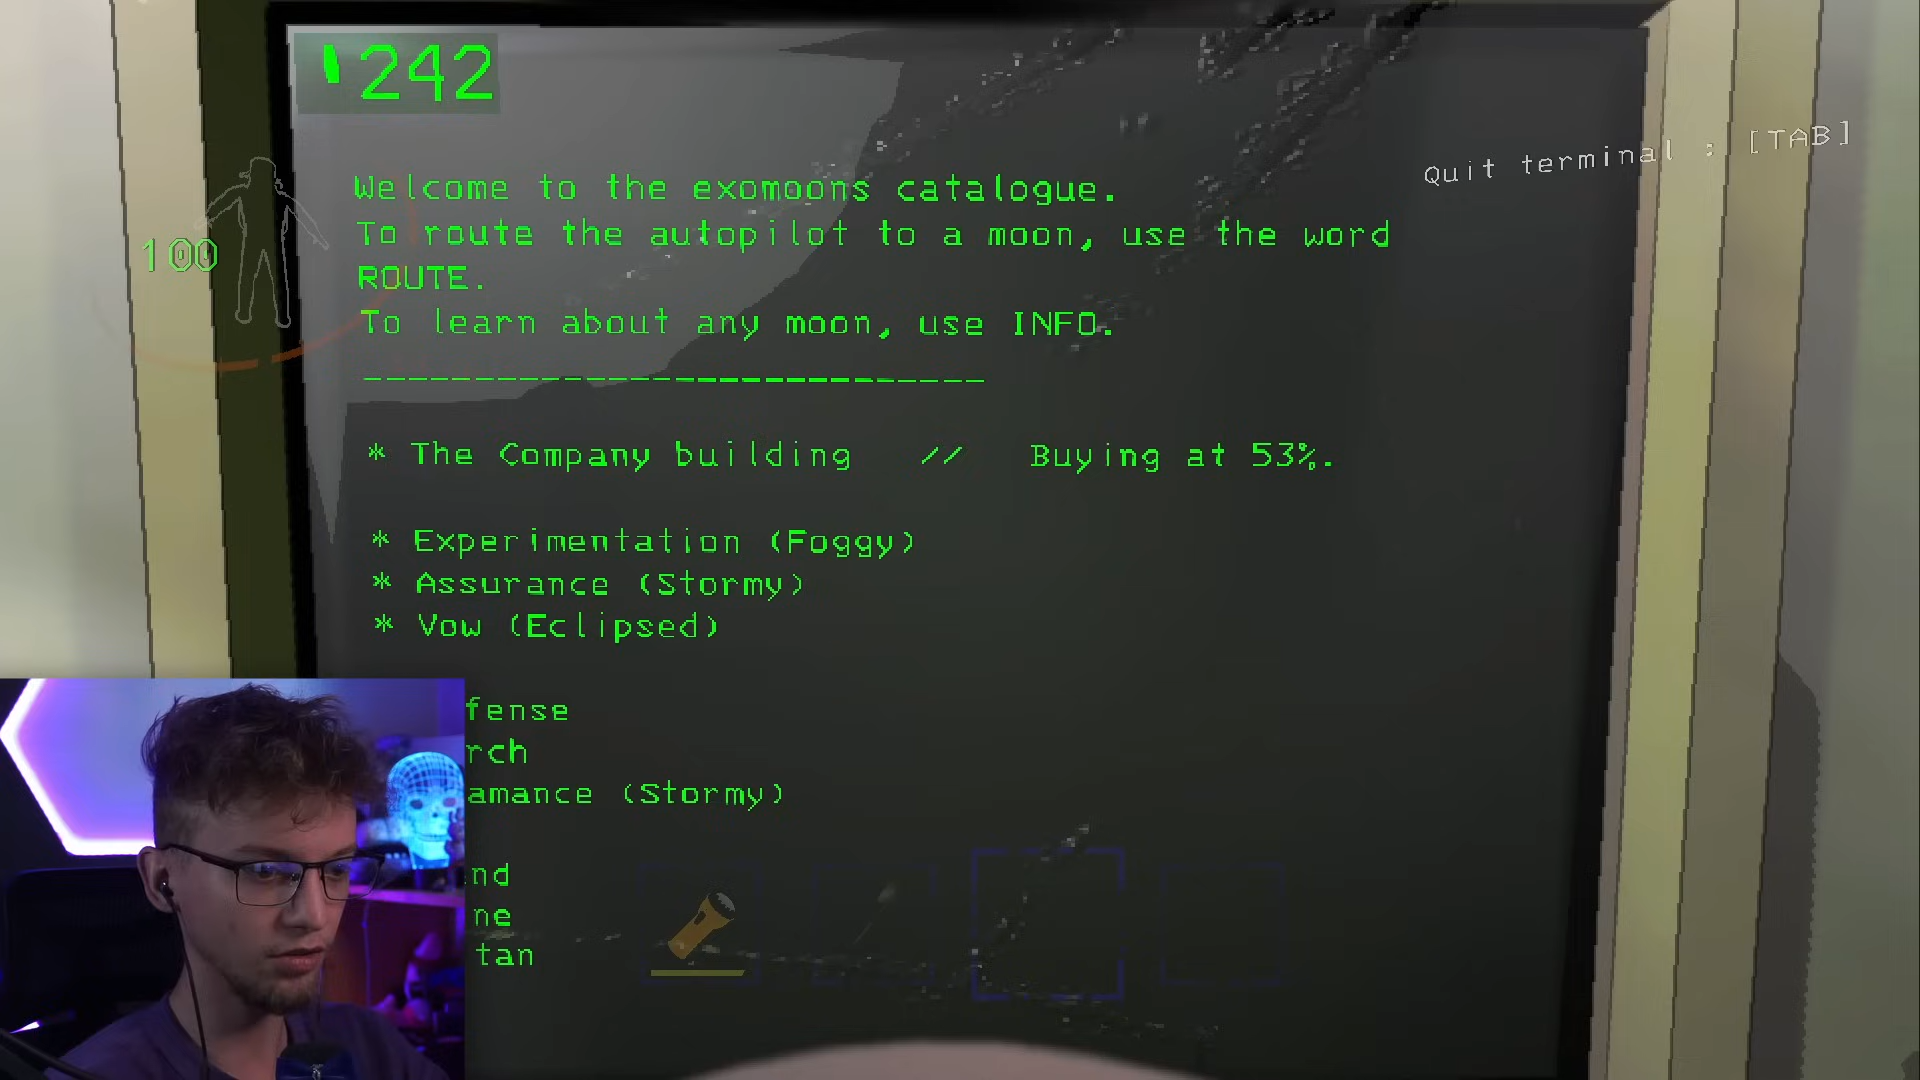 242
Quit terminal : [TAB]
Welcome to the exomoons catalogue.
To route the autopilot to a moon, use the word
ROUTE.
To learn about any moon, use INFO.
100
----------------------------
* The Company building // Buying at 53%.
* Experimentation (Foggy)
* Assurance (Stormy)
* Vow (Eclipsed)
fense
rch
amance (Stormy)
nd
ne
tan